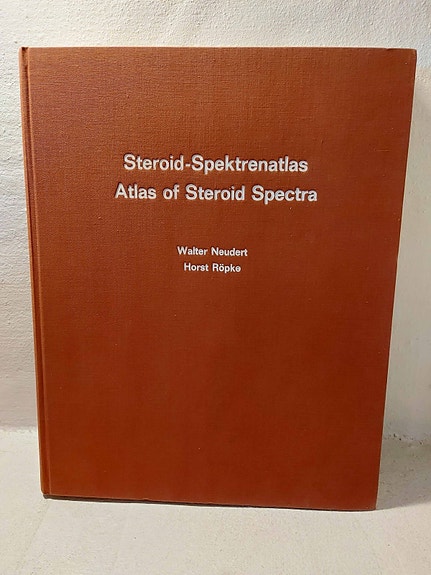 Steroid-Spektrenatlas
Atlas of Steroid Spectra
Walter Neudert
Horst Röpke